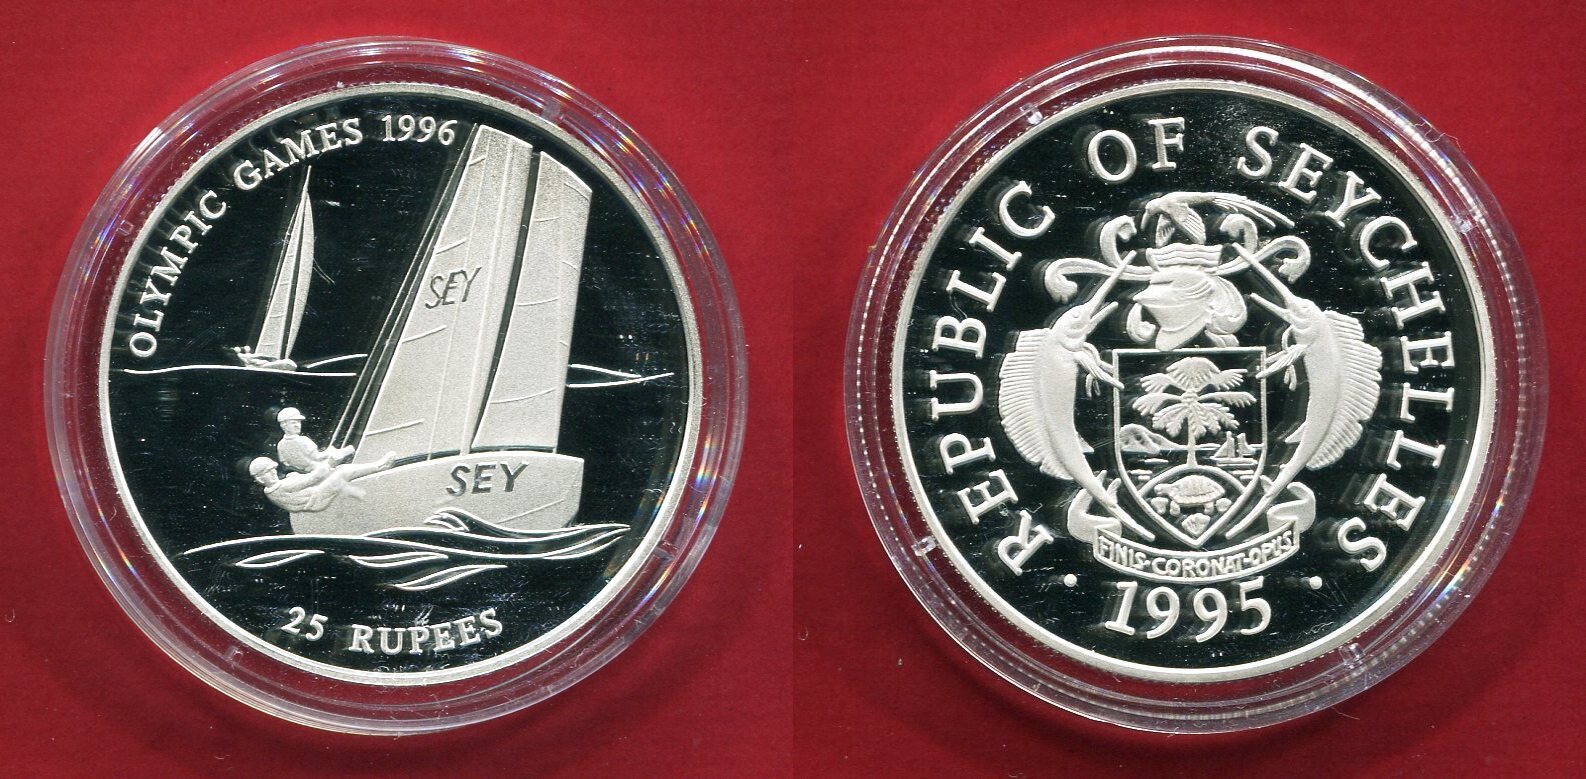 OLYMPIC GAMES 1996
SEY
SEY
25 RUPEES
REPUBLIC OF SEYCHELLES
FINIS·CORONAT·OPUS
· 1995 ·